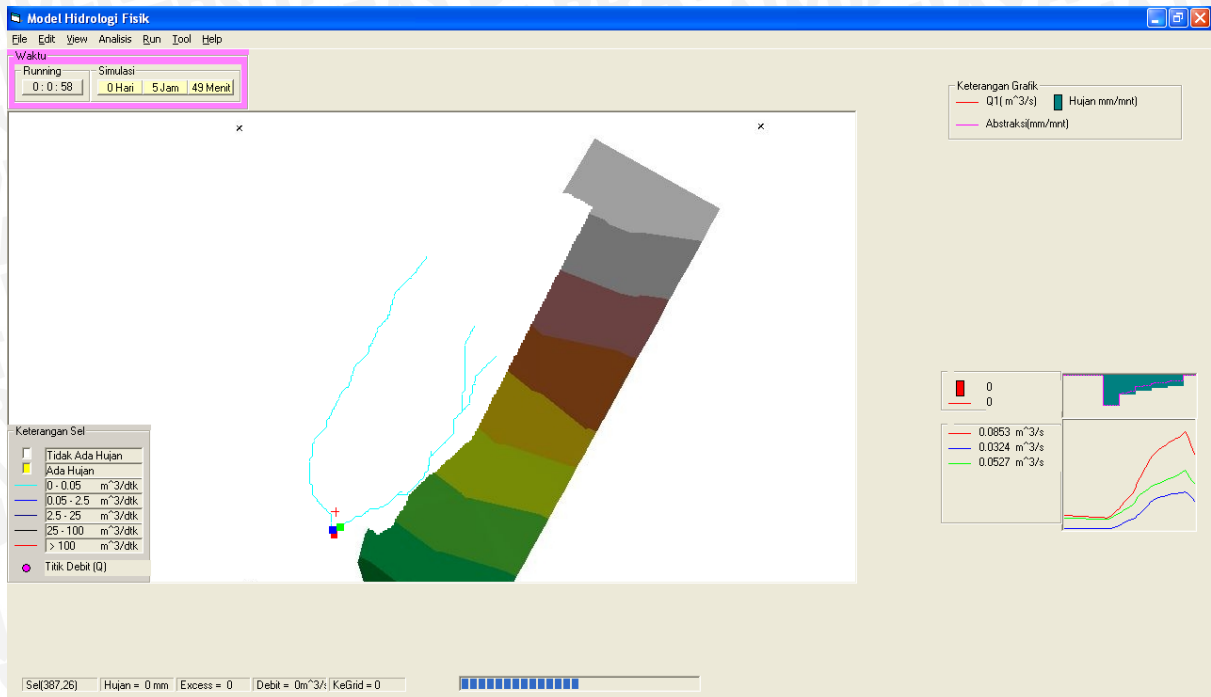 Model Hidrologi Fisik
File Edit View Analisis Run Tool Help
Waktu
Running Simulasi
0 : 0 : 58 0 Hari 5 Jam 49 Menit
Keterangan Grafik
Q1( m^3/s) Hujan mm/mnt)
Abstraksi(mm/mnt)
0
0
0.0853 m^3/s
0.0324 m^3/s
0.0527 m^3/s
Keterangan Sel
Tidak Ada Hujan
Ada Hujan
0 - 0.05 m^3/dtk
0.05 - 2.5 m^3/dtk
2.5 - 25 m^3/dtk
25 - 100 m^3/dtk
> 100 m^3/dtk
Titik Debit (Q)
Sel(387,26) Hujan = 0 mm Excess = 0 Debit = 0m^3/s KeGrid = 0